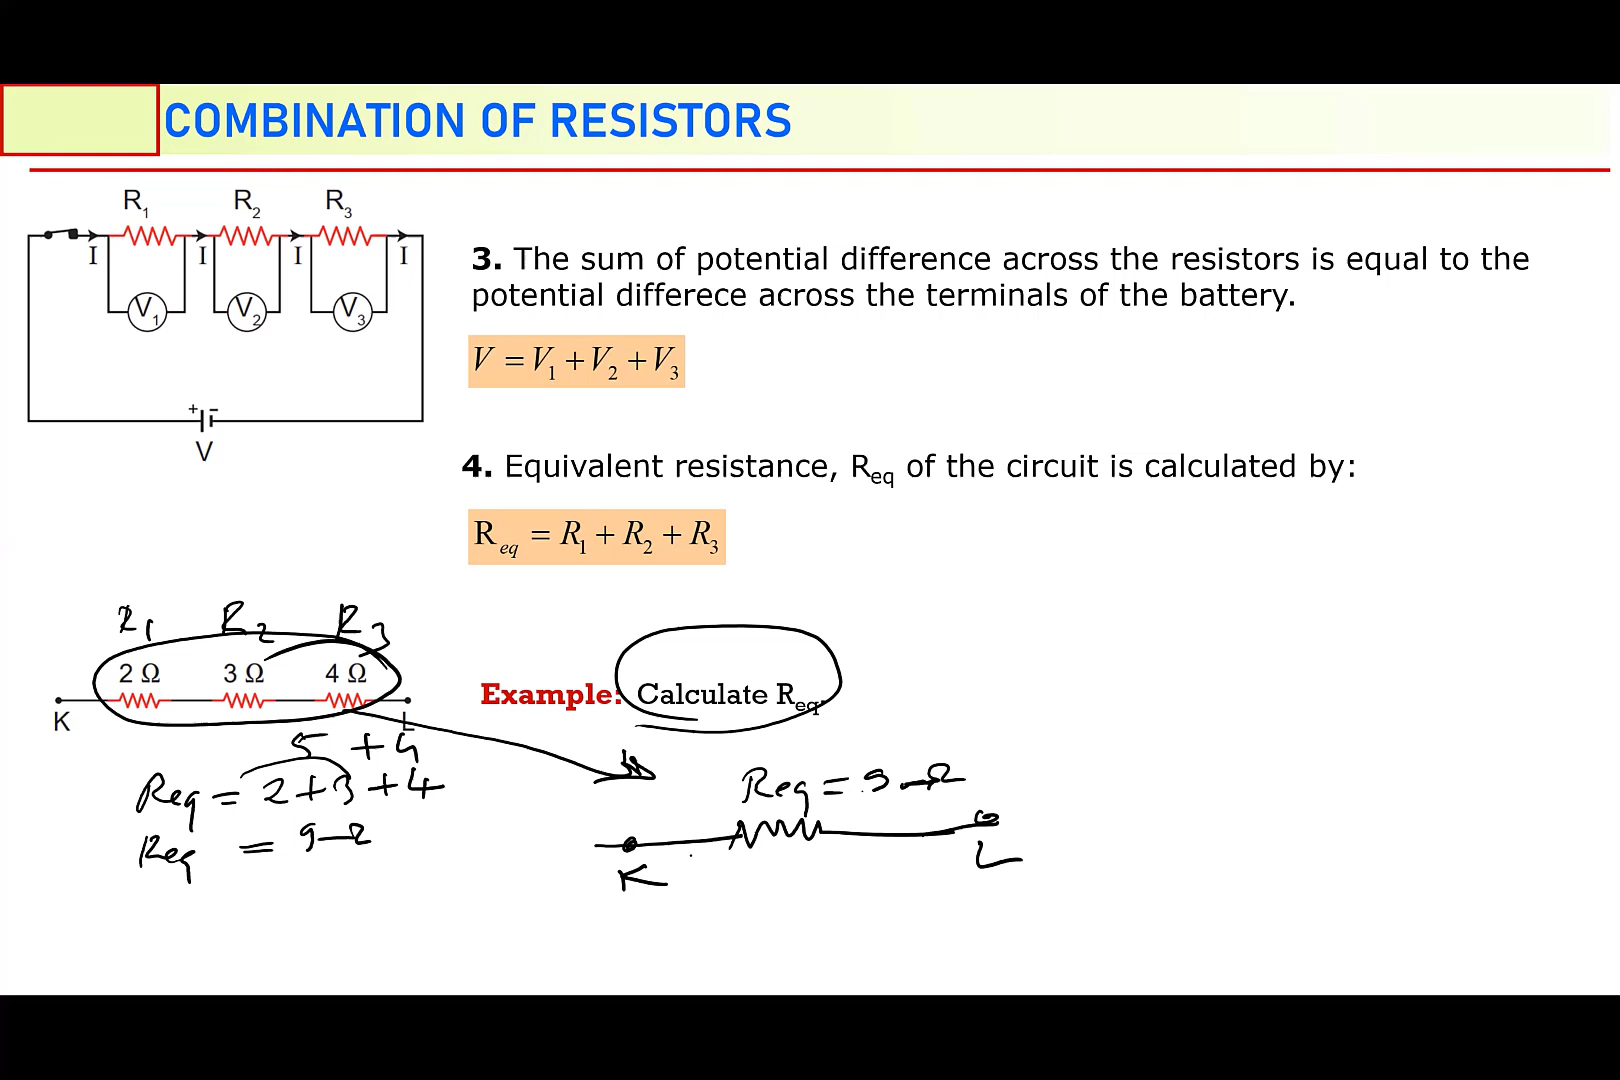 COMBINATION OF RESISTORS
R1 R2 R3
I I I I
V1 V2 V3
+ -
V
3. The sum of potential difference across the resistors is equal to the
potential differece across the terminals of the battery.
V = V1 + V2 + V3
4. Equivalent resistance, Req of the circuit is calculated by:
Req = R1 + R2 + R3
R1 R2 R3
2 Ω 3 Ω 4 Ω
K L
Example: Calculate Req.
5 + 4
Req = 2 + 3 + 4
Req = 9 Ω
Req = 9 Ω
K L